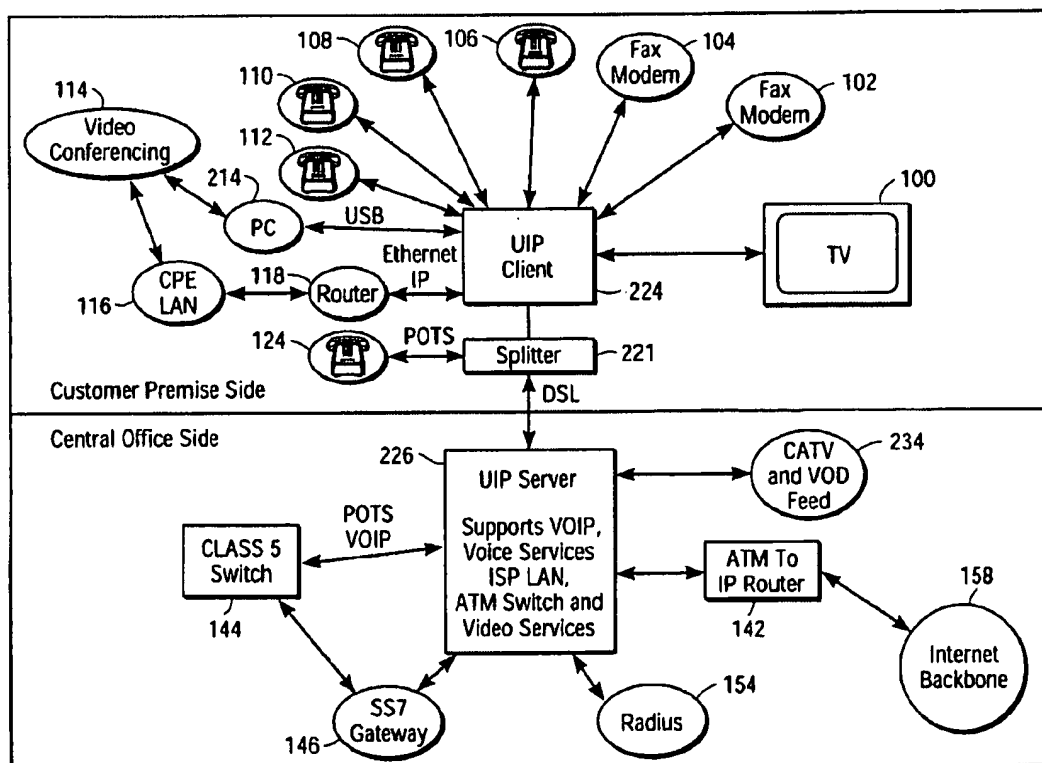 108
106
Fax
Modem
104
110
Fax
Modem
102
114
Video
Conferencing
112
214
PC
USB
UIP
Client
224
100
TV
Ethernet
IP
CPE
LAN
116
118
Router
124
POTS
Splitter
221
Customer Premise Side
DSL
Central Office Side
226
UIP Server
Supports VOIP,
Voice Services
ISP LAN,
ATM Switch and
Video Services
CATV
and VOD
Feed
234
POTS
VOIP
CLASS 5
Switch
144
ATM To
IP Router
142
158
Internet
Backbone
SS7
Gateway
146
Radius
154